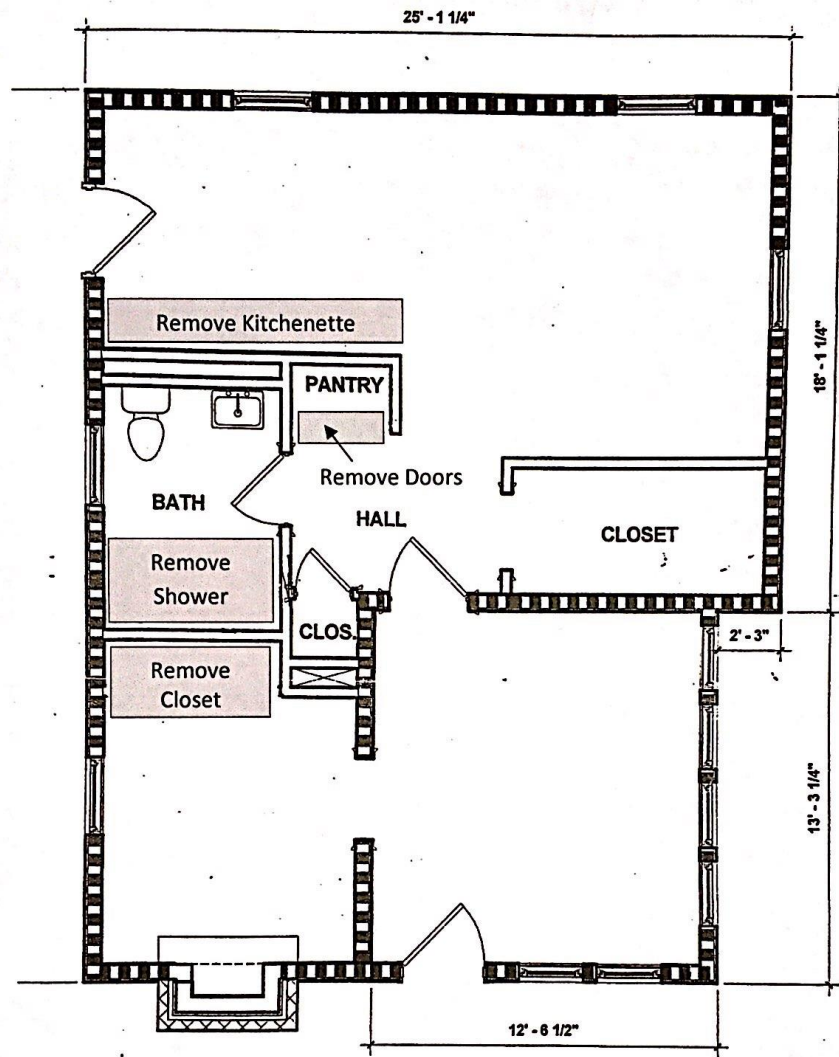 25' - 1 1/4"
18' - 1 1/4"
Remove Kitchenette
PANTRY
Remove Doors
BATH
HALL
CLOSET
Remove
Shower
CLOS.
2' - 3"
Remove
Closet
13' - 3 1/4"
12' - 6 1/2"